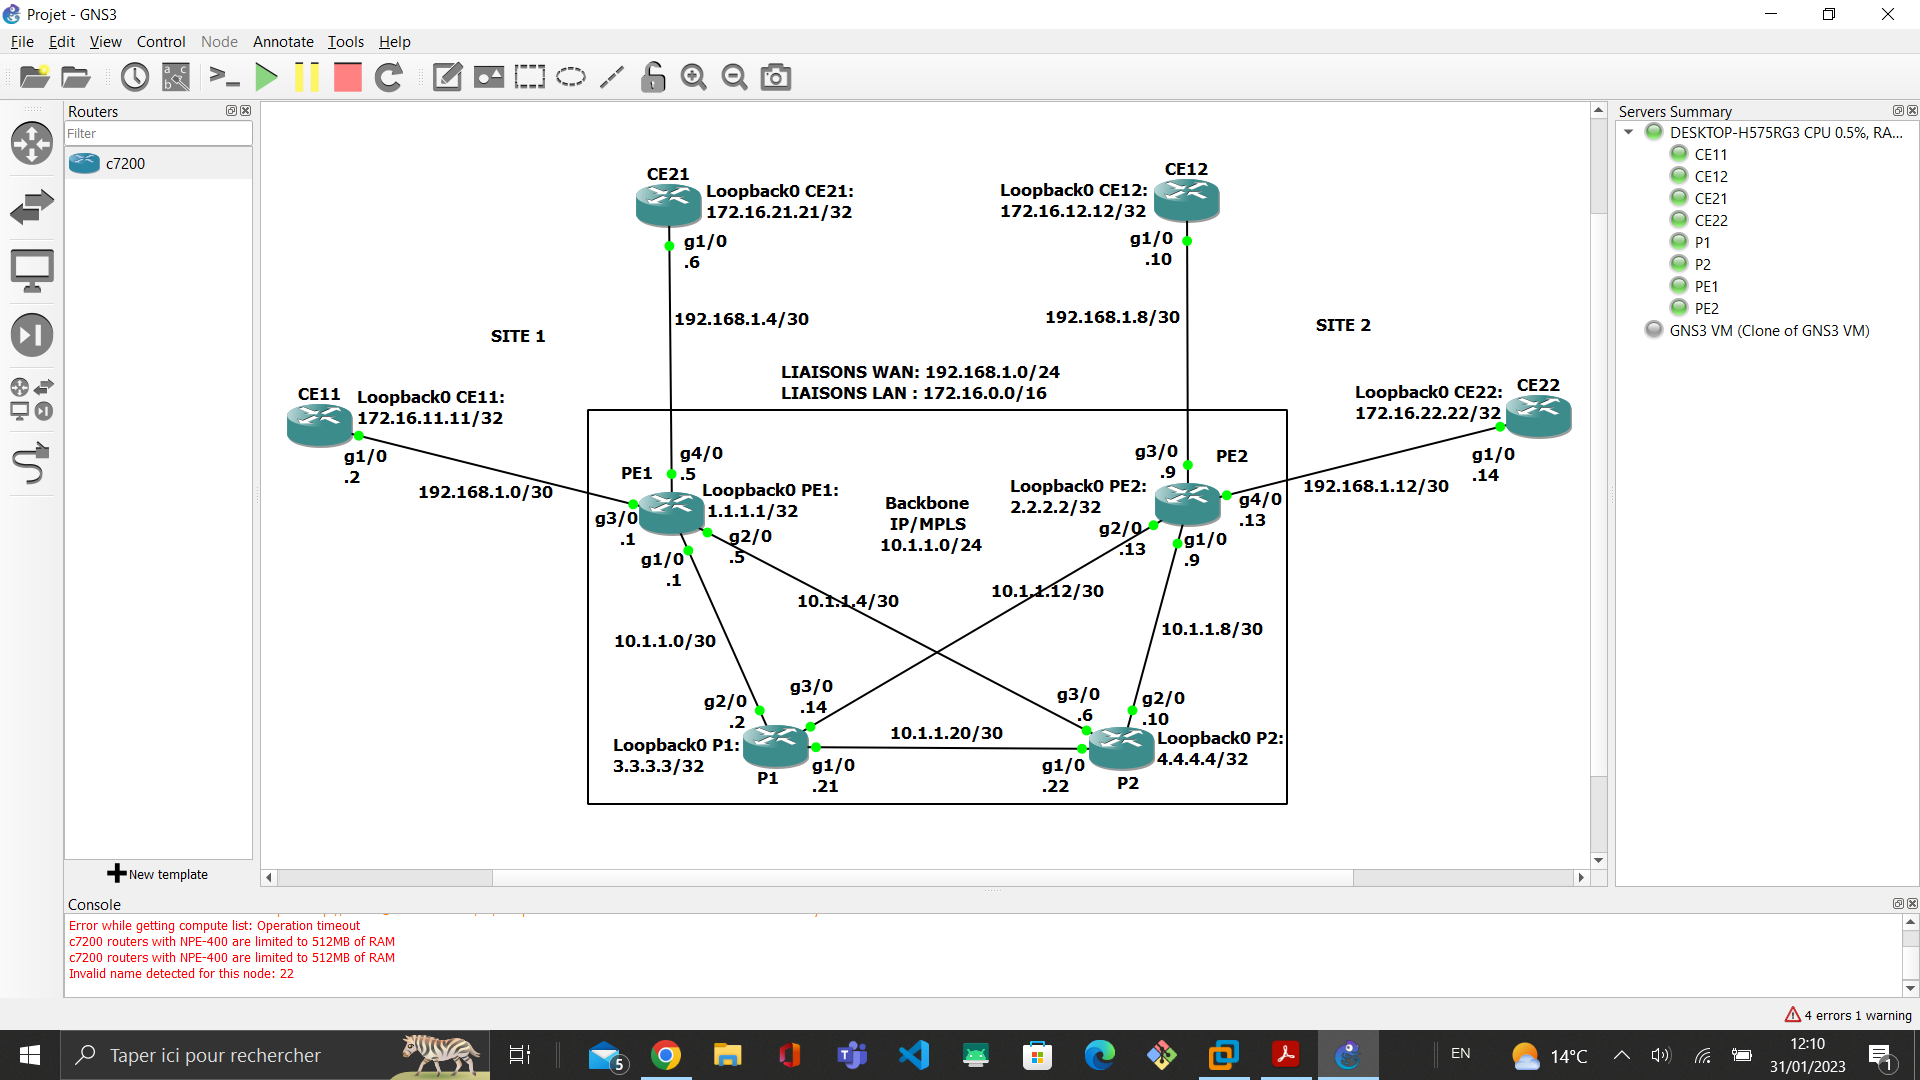 Projet - GNS3
File Edit View Control Node Annotate Tools Help
Routers
Filter
c7200
New template
CE21
Loopback0 CE21:
172.16.21.21/32
g1/0
.6
192.168.1.4/30
CE12
Loopback0 CE12:
172.16.12.12/32
g1/0
.10
192.168.1.8/30
SITE 1
SITE 2
LIAISONS WAN: 192.168.1.0/24
LIAISONS LAN : 172.16.0.0/16
CE11
Loopback0 CE11:
172.16.11.11/32
g1/0
.2
192.168.1.0/30
CE22
Loopback0 CE22:
172.16.22.22/32
g1/0
.14
192.168.1.12/30
PE1
g4/0
.5
Loopback0 PE1:
1.1.1.1/32
g3/0
.1
g2/0
.5
g1/0
.1
Backbone
IP/MPLS
10.1.1.0/24
g3/0
.9
PE2
Loopback0 PE2:
2.2.2.2/32
g2/0
.13
g4/0
.13
g1/0
.9
10.1.1.4/30
10.1.1.12/30
10.1.1.0/30
10.1.1.8/30
g2/0
.2
g3/0
.14
Loopback0 P1:
3.3.3.3/32
P1
g1/0
.21
10.1.1.20/30
g3/0
.6
g2/0
.10
Loopback0 P2:
4.4.4.4/32
g1/0
.22
P2
Servers Summary
DESKTOP-H575RG3 CPU 0.5%, RA...
CE11
CE12
CE21
CE22
P1
P2
PE1
PE2
GNS3 VM (Clone of GNS3 VM)
Console
Error while getting compute list: Operation timeout
c7200 routers with NPE-400 are limited to 512MB of RAM
c7200 routers with NPE-400 are limited to 512MB of RAM
Invalid name detected for this node: 22
4 errors 1 warning
Taper ici pour rechercher
5
EN
14°C
12:10
31/01/2023
1